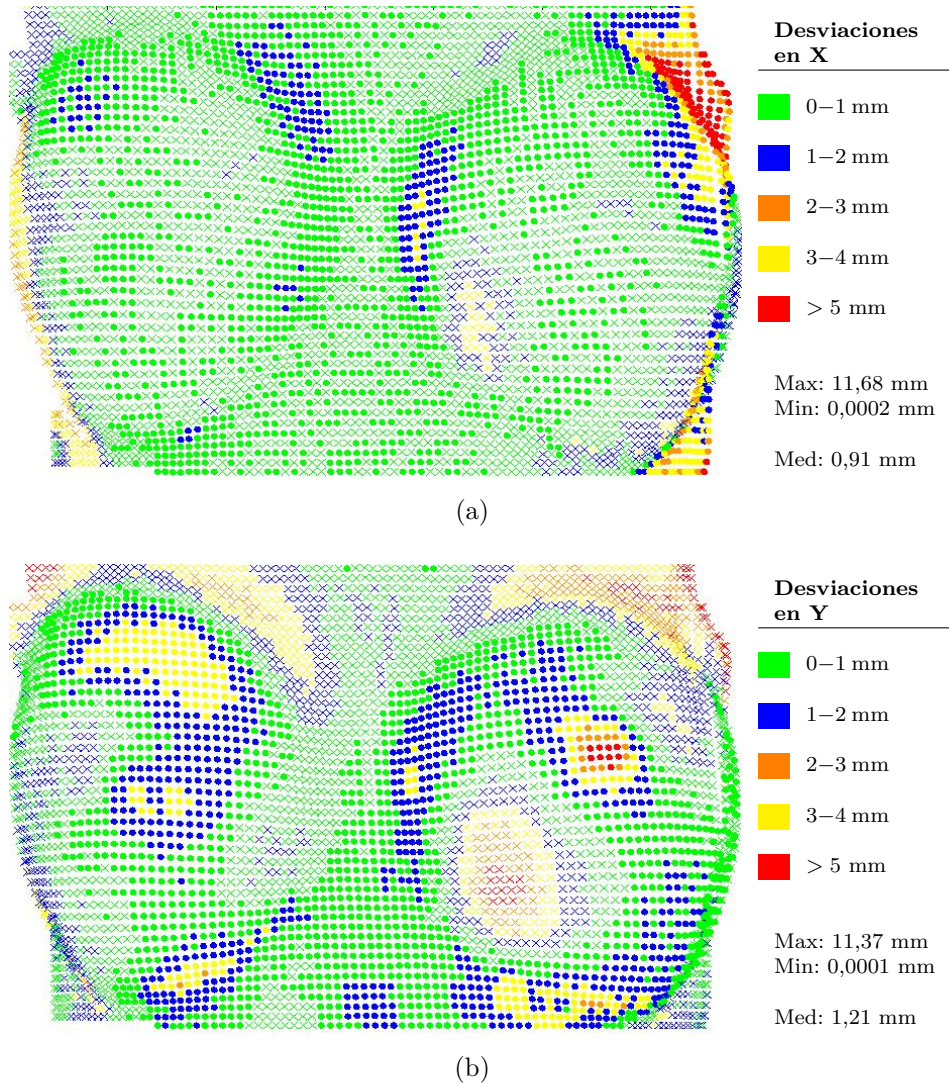 Desviaciones
en X
0−1 mm
1−2 mm
2−3 mm
3−4 mm
> 5 mm
Max: 11,68 mm
Min: 0,0002 mm
Med: 0,91 mm
(a)
Desviaciones
en Y
0−1 mm
1−2 mm
2−3 mm
3−4 mm
> 5 mm
Max: 11,37 mm
Min: 0,0001 mm
Med: 1,21 mm
(b)